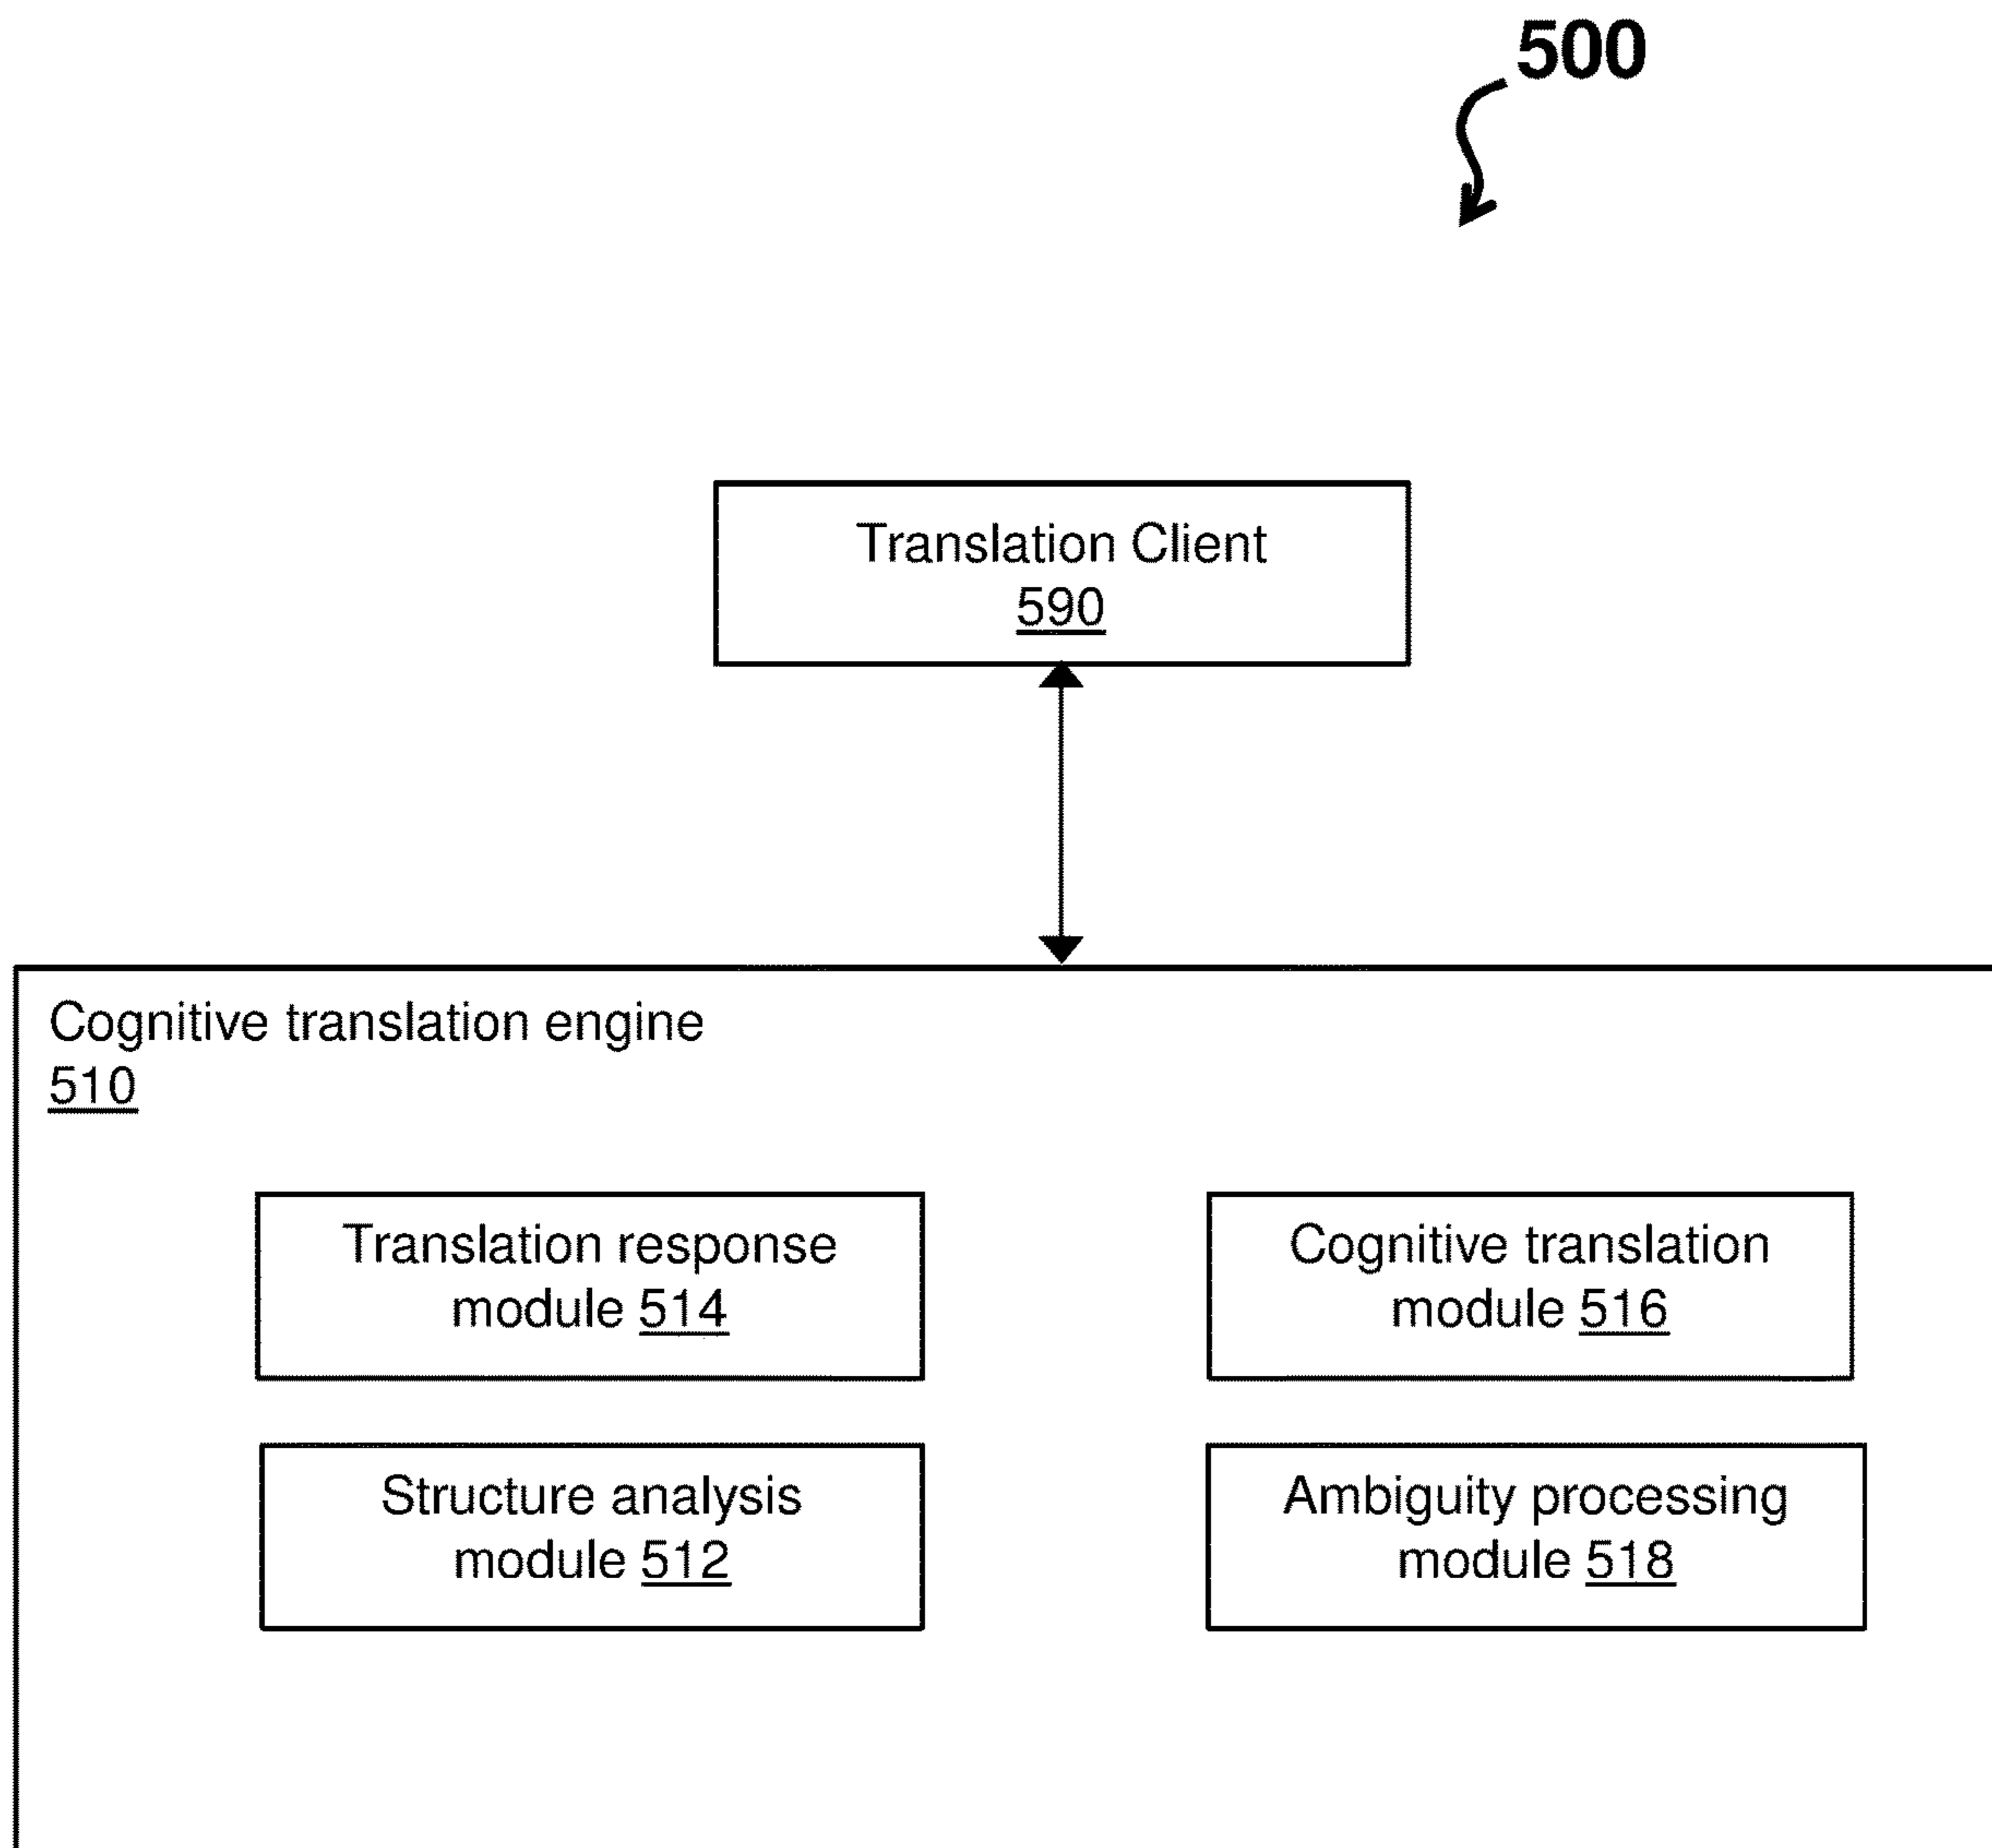 500
Translation Client
590
Cognitive translation engine
510
Translation response
module 514
Cognitive translation
module 516
Structure analysis
module 512
Ambiguity processing
module 518